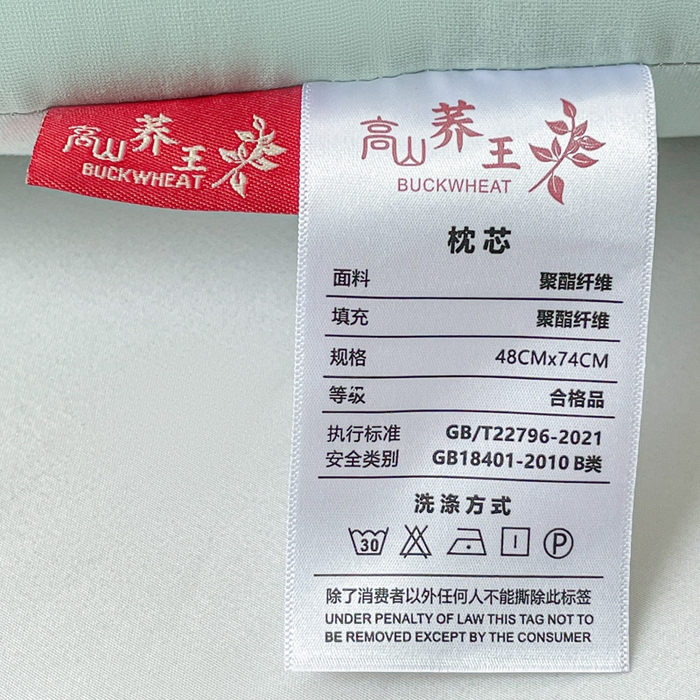 高山荞王
BUCKWHEAT
高山荞王
BUCKWHEAT
枕芯
面料 聚酯纤维
填充 聚酯纤维
规格 48CMx74CM
等级 合格品
执行标准 GB/T22796-2021
安全类别 GB18401-2010 B类
洗涤方式
30 P
除了消费者以外任何人不能撕除此标签
UNDER PENALTY OF LAW THIS TAG NOT TO
BE REMOVED EXCEPT BY THE CONSUMER